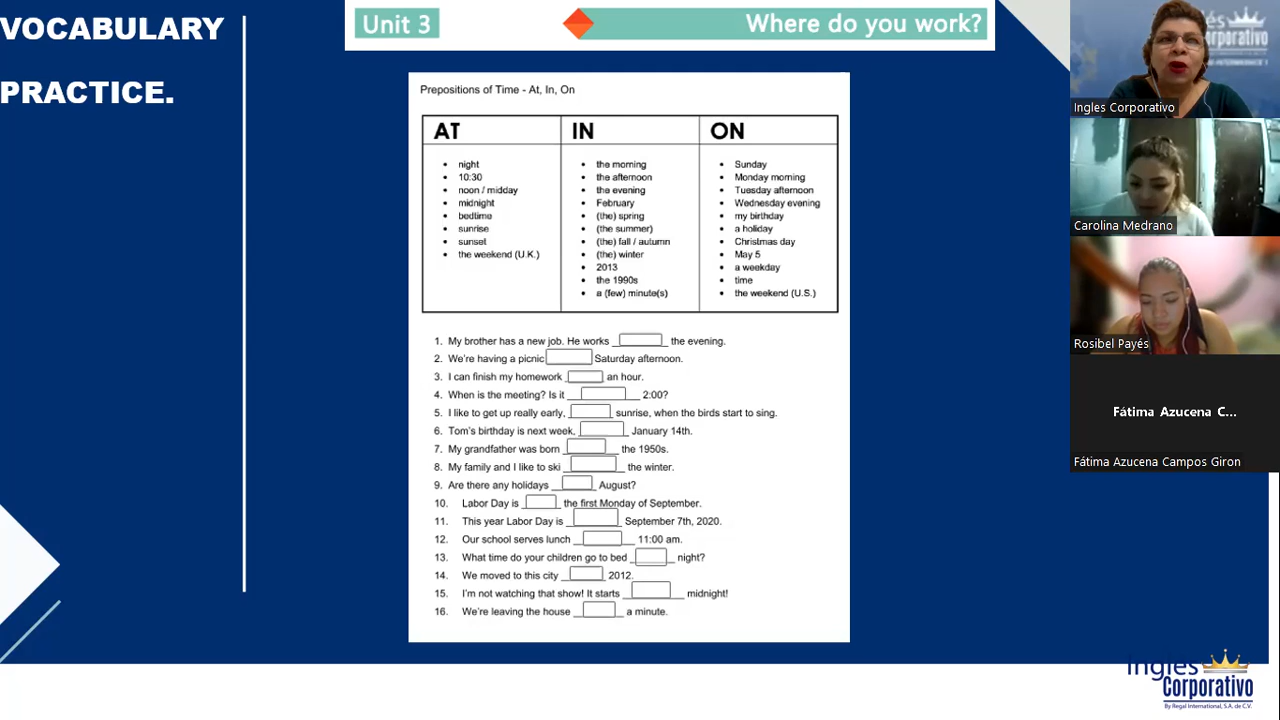 VOCABULARY
PRACTICE.
Unit 3
Where do you work?
Prepositions of Time - At, In, On
AT
night
10:30
noon / midday
midnight
bedtime
sunrise
sunset
the weekend (U.K.)
IN
the morning
the afternoon
the evening
February
(the) spring
(the summer)
(the) fall / autumn
(the) winter
2013
the 1990s
a (few) minute(s)
ON
Sunday
Monday morning
Tuesday afternoon
Wednesday evening
my birthday
a holiday
Christmas day
May 5
a weekday
time
the weekend (U.S.)
1. My brother has a new job. He works the evening.
2. We're having a picnic Saturday afternoon.
3. I can finish my homework an hour.
4. When is the meeting? Is it 2:00?
5. I like to get up really early, sunrise, when the birds start to sing.
6. Tom's birthday is next week, January 14th.
7. My grandfather was born the 1950s.
8. My family and I like to ski the winter.
9. Are there any holidays August?
10. Labor Day is the first Monday of September.
11. This year Labor Day is September 7th, 2020.
12. Our school serves lunch 11:00 am.
13. What time do your children go to bed night?
14. We moved to this city 2012.
15. I'm not watching that show! It starts midnight!
16. We're leaving the house a minute.
Ingles Corporativo
Carolina Medrano
Rosibel Payés
Fátima Azucena C...
Fátima Azucena Campos Giron
Inglés
Corporativo
By Regal International, S.A. de C.V.